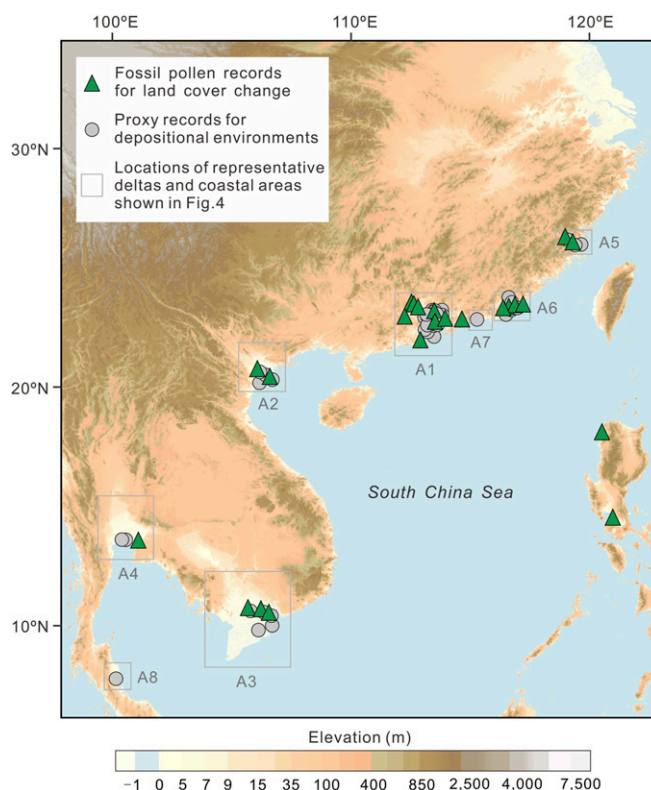 100°E
110°E
120°E
Fossil pollen records
for land cover change
Proxy records for
depositional environments
Locations of representative
deltas and coastal areas
shown in Fig.4
30°N
20°N
10°N
A5
A6
A7
A1
A2
South China Sea
A4
A3
A8
Elevation (m)
−1 0 5 7 9 15 35 100 400 850 2,500 4.000 7.500